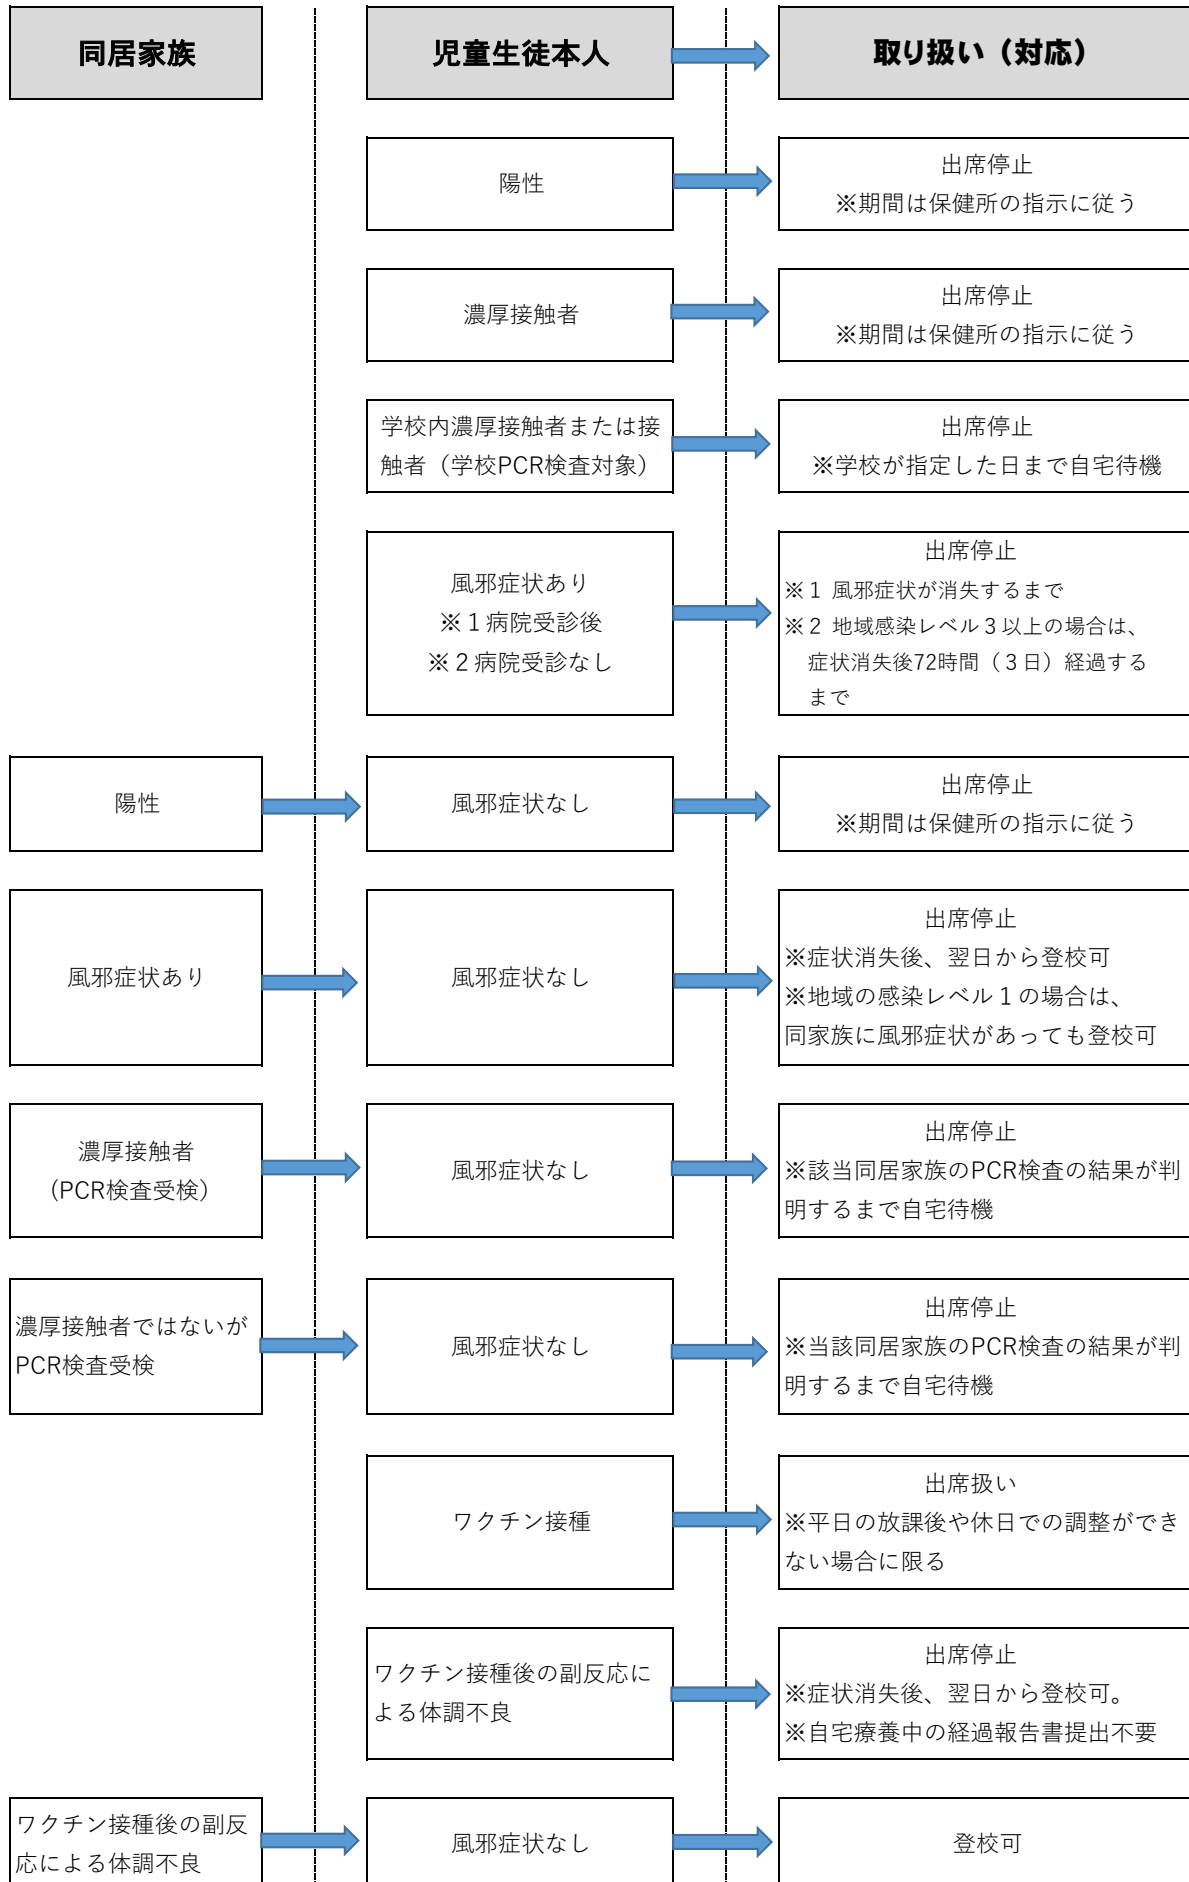 同居家族
児童生徒本人
取り扱い（対応）
陽性
出席停止
※期間は保健所の指示に従う
濃厚接触者
出席停止
※期間は保健所の指示に従う
学校内濃厚接触者または接
触者（学校PCR検査対象）
出席停止
※学校が指定した日まで自宅待機
風邪症状あり
※１病院受診後
※２病院受診なし
出席停止
※１ 風邪症状が消失するまで
※２ 地域感染レベル３以上の場合は、
症状消失後72時間（３日）経過する
まで
陽性
風邪症状なし
出席停止
※期間は保健所の指示に従う
風邪症状あり
風邪症状なし
出席停止
※症状消失後、翌日から登校可
※地域の感染レベル１の場合は、
同家族に風邪症状があっても登校可
濃厚接触者
（PCR検査受検）
風邪症状なし
出席停止
※該当同居家族のPCR検査の結果が判
明するまで自宅待機
濃厚接触者ではないが
PCR検査受検
風邪症状なし
出席停止
※当該同居家族のPCR検査の結果が判
明するまで自宅待機
ワクチン接種
出席扱い
※平日の放課後や休日での調整ができ
ない場合に限る
ワクチン接種後の副反応に
よる体調不良
出席停止
※症状消失後、翌日から登校可。
※自宅療養中の経過報告書提出不要
ワクチン接種後の副反
応による体調不良
風邪症状なし
登校可